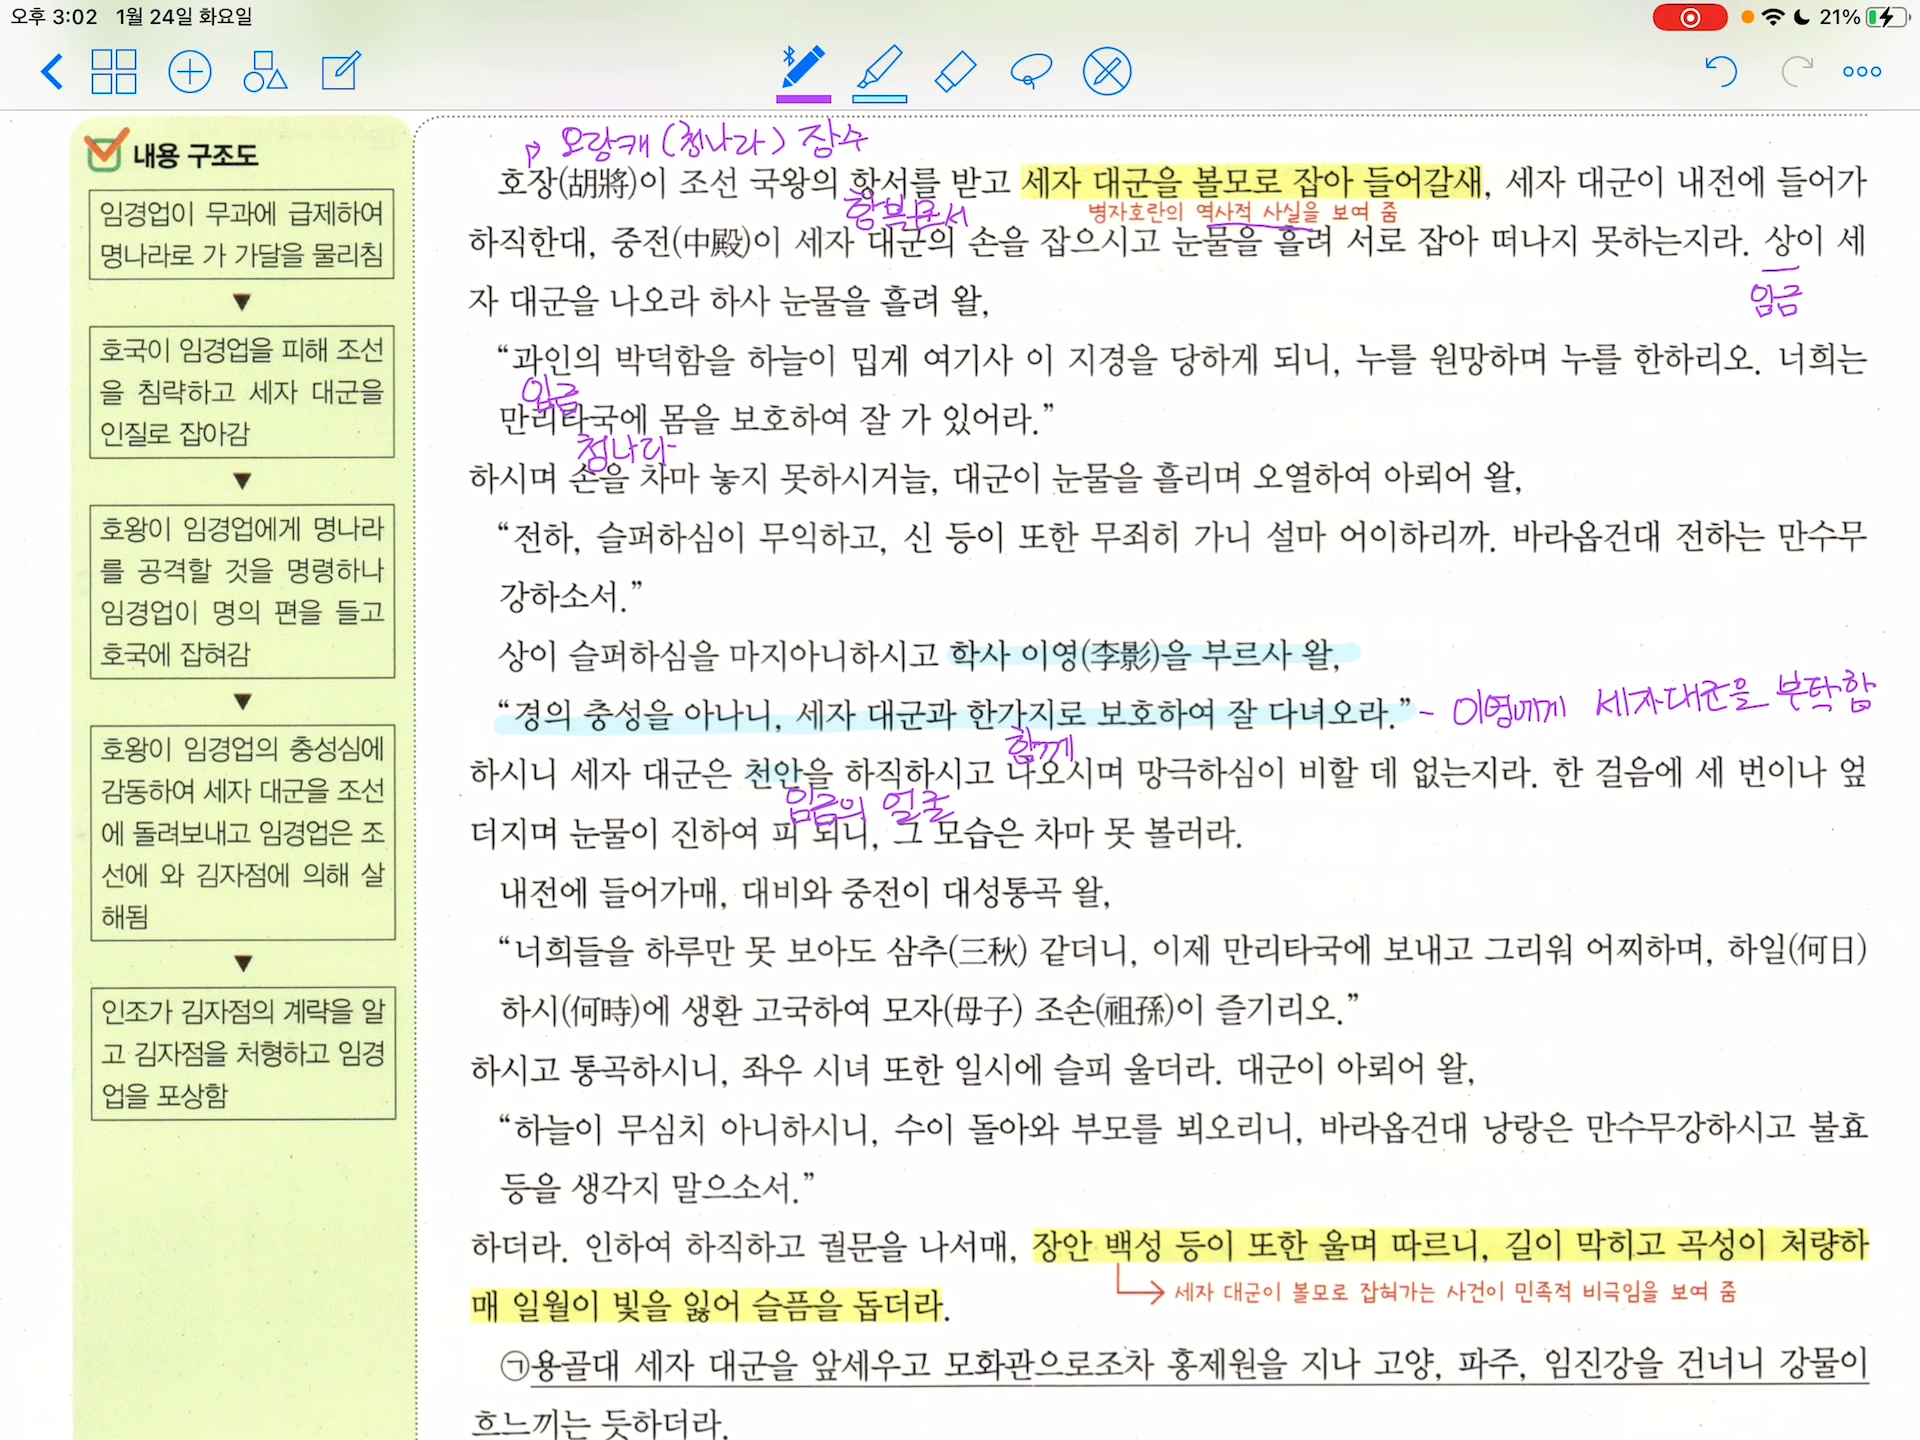 오후 3:02 1월 24일 화요일
21%
내용 구조도
임경업이 무과에 급제하여
명나라로 가 가달을 물리침
호국이 임경업을 피해 조선
을 침략하고 세자 대군을
인질로 잡아감
호왕이 임경업에게 명나라
를 공격할 것을 명령하나
임경업이 명의 편을 들고
호국에 잡혀감
호왕이 임경업의 충성심에
감동하여 세자 대군을 조선
에 돌려보내고 임경업은 조
선에 와 김자점에 의해 살
해됨
인조가 김자점의 계략을 알
고 김자점을 처형하고 임경
업을 포상함
오랑캐 (청나라) 장수
호장(胡將)이 조선 국왕의 항서를 받고 세자 대군을 볼모로 잡아 들어갈새, 세자 대군이 내전에 들어가
항복문서
병자호란의 역사적 사실을 보여 줌
하직한대, 중전(中殿)이 세자 대군의 손을 잡으시고 눈물을 흘려 서로 잡아 떠나지 못하는지라. 상이 세
임금
자 대군을 나오라 하사 눈물을 흘려 왈,
“과인의 박덕함을 하늘이 밉게 여기사 이 지경을 당하게 되니, 누를 원망하며 누를 한하리오. 너희는
임금
만리타국에 몸을 보호하여 잘 가 있어라.”
청나라
하시며 손을 차마 놓지 못하시거늘, 대군이 눈물을 흘리며 오열하여 아뢰어 왈,
“전하, 슬퍼하심이 무익하고, 신 등이 또한 무죄히 가니 설마 어이하리까. 바라옵건대 전하는 만수무
강하소서.”
상이 슬퍼하심을 마지아니하시고 학사 이영(李影)을 부르사 왈,
“경의 충성을 아나니, 세자 대군과 한가지로 보호하여 잘 다녀오라.” - 이영에게 세자대군을 부탁함
함께
하시니 세자 대군은 천안을 하직하시고 나오시며 망극하심이 비할 데 없는지라. 한 걸음에 세 번이나 엎
임금의 얼굴
더지며 눈물이 진하여 피 되니, 그 모습은 차마 못 볼러라.
내전에 들어가매, 대비와 중전이 대성통곡 왈,
“너희들을 하루만 못 보아도 삼추(三秋) 같더니, 이제 만리타국에 보내고 그리워 어찌하며, 하일(何日)
하시(何時)에 생환 고국하여 모자(母子) 조손(祖孫)이 즐기리오.”
하시고 통곡하시니, 좌우 시녀 또한 일시에 슬피 울더라. 대군이 아뢰어 왈,
“하늘이 무심치 아니하시니, 수이 돌아와 부모를 뵈오리니, 바라옵건대 낭랑은 만수무강하시고 불효
등을 생각지 말으소서.”
하더라. 인하여 하직하고 궐문을 나서매, 장안 백성 등이 또한 울며 따르니, 길이 막히고 곡성이 처량하
세자 대군이 볼모로 잡혀가는 사건이 민족적 비극임을 보여 줌
매 일월이 빛을 잃어 슬픔을 돕더라.
㉠용골대 세자 대군을 앞세우고 모화관으로조차 홍제원을 지나 고양, 파주, 임진강을 건너니 강물이
흐느끼는 듯하더라.